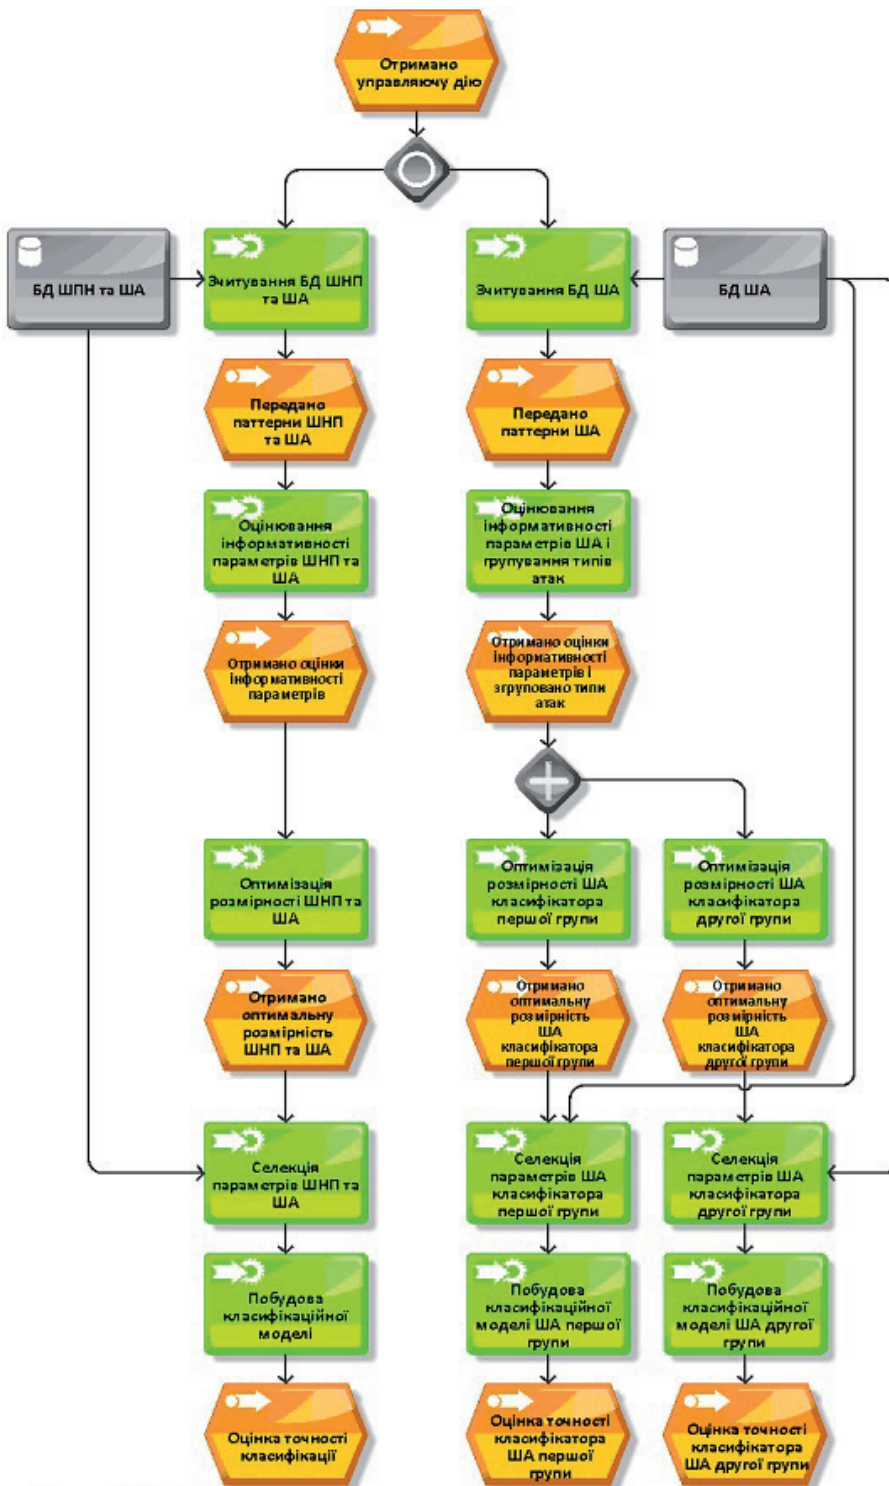 Отримано
управляючу дію
БД ШПН та ША
Зчитування БД ШНП
та ША
Зчитування БД ША
БД ША
Передано
паттерни ШНП
та ША
Передано
паттерни ША
Оцінювання
інформативності
параметрів ШНП та
ША
Оцінювання
інформативності
параметрів ША і
групування типів
атак
Отримано оцінки
інформативності
параметрів
Отримано оцінки
інформативності
параметрів і
згруповано типи
атак
Оптимізація
розмірності ШНП та
ША
Оптимізація
розмірності ША
класифікатора
першої групи
Оптимізація
розмірності ША
класифікатора
другої групи
Отримано
оптимальну
розмірність
ШНП та ША
Отримано
оптимальну
розмірність
ША
класифікатора
першої групи
Отримано
оптимальну
розмірність
ША
класифікатора
другої групи
Селекція
параметрів ШНП та
ША
Селекція
параметрів ША
класифікатора
першої групи
Селекція
параметрів ША
класифікатора
другої групи
Побудова
класифікаційної
моделі
Побудова
класифікаційної
моделі ША першої
групи
Побудова
класифікаційної
моделі ША другої
групи
Оцінка точності
класифікації
Оцінка точності
класифікатора
ША першої
групи
Оцінка точності
класифікатора
ША другої групи